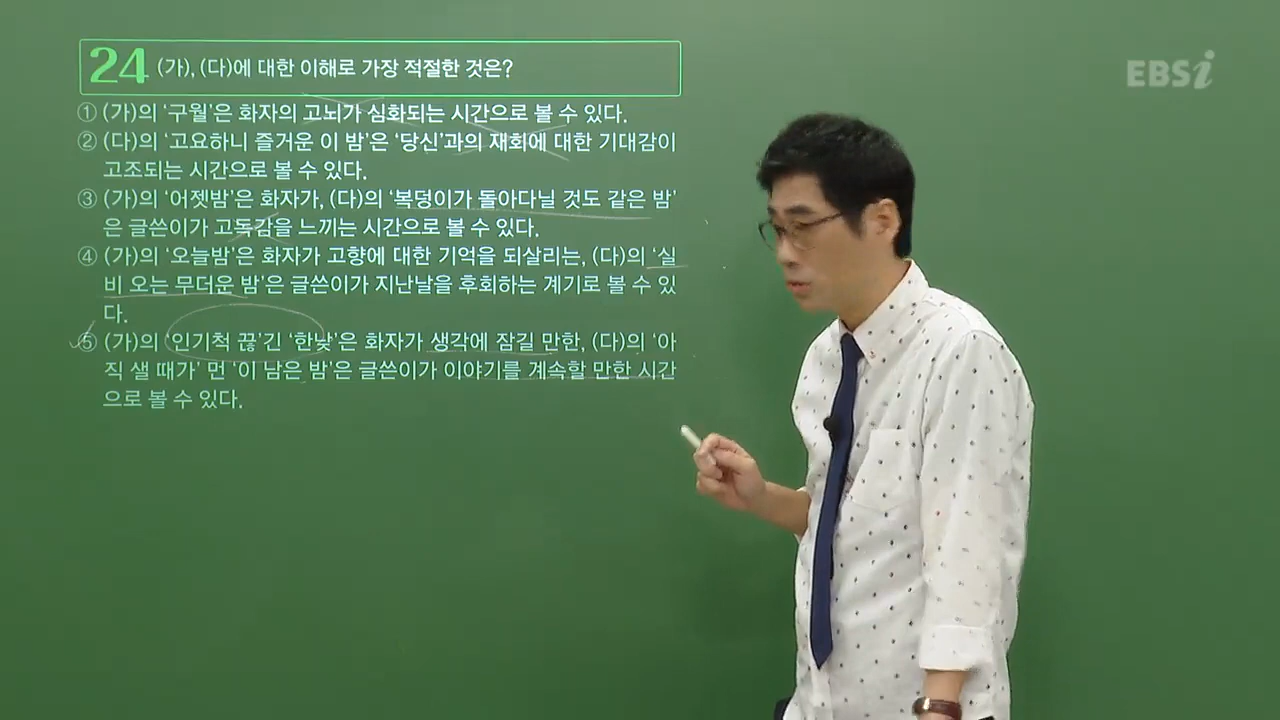 EBSi
24 (가), (다)에 대한 이해로 가장 적절한 것은?
① (가)의 ‘구월’은 화자의 고뇌가 심화되는 시간으로 볼 수 있다.
② (다)의 ‘고요하니 즐거운 이 밤’은 ‘당신’과의 재회에 대한 기대감이
고조되는 시간으로 볼 수 있다.
③ (가)의 ‘어젯밤’은 화자가, (다)의 ‘복덩이가 돌아다닐 것도 같은 밤’
은 글쓴이가 고독감을 느끼는 시간으로 볼 수 있다.
④ (가)의 ‘오늘밤’은 화자가 고향에 대한 기억을 되살리는, (다)의 ‘실
비 오는 무더운 밤’은 글쓴이가 지난날을 후회하는 계기로 볼 수 있
다.
⑤ (가)의 ‘인기척 끊’긴 ‘한낮’은 화자가 생각에 잠길 만한, (다)의 ‘아
직 샐 때가’ 먼 ‘이 남은 밤’은 글쓴이가 이야기를 계속할 만한 시간
으로 볼 수 있다.